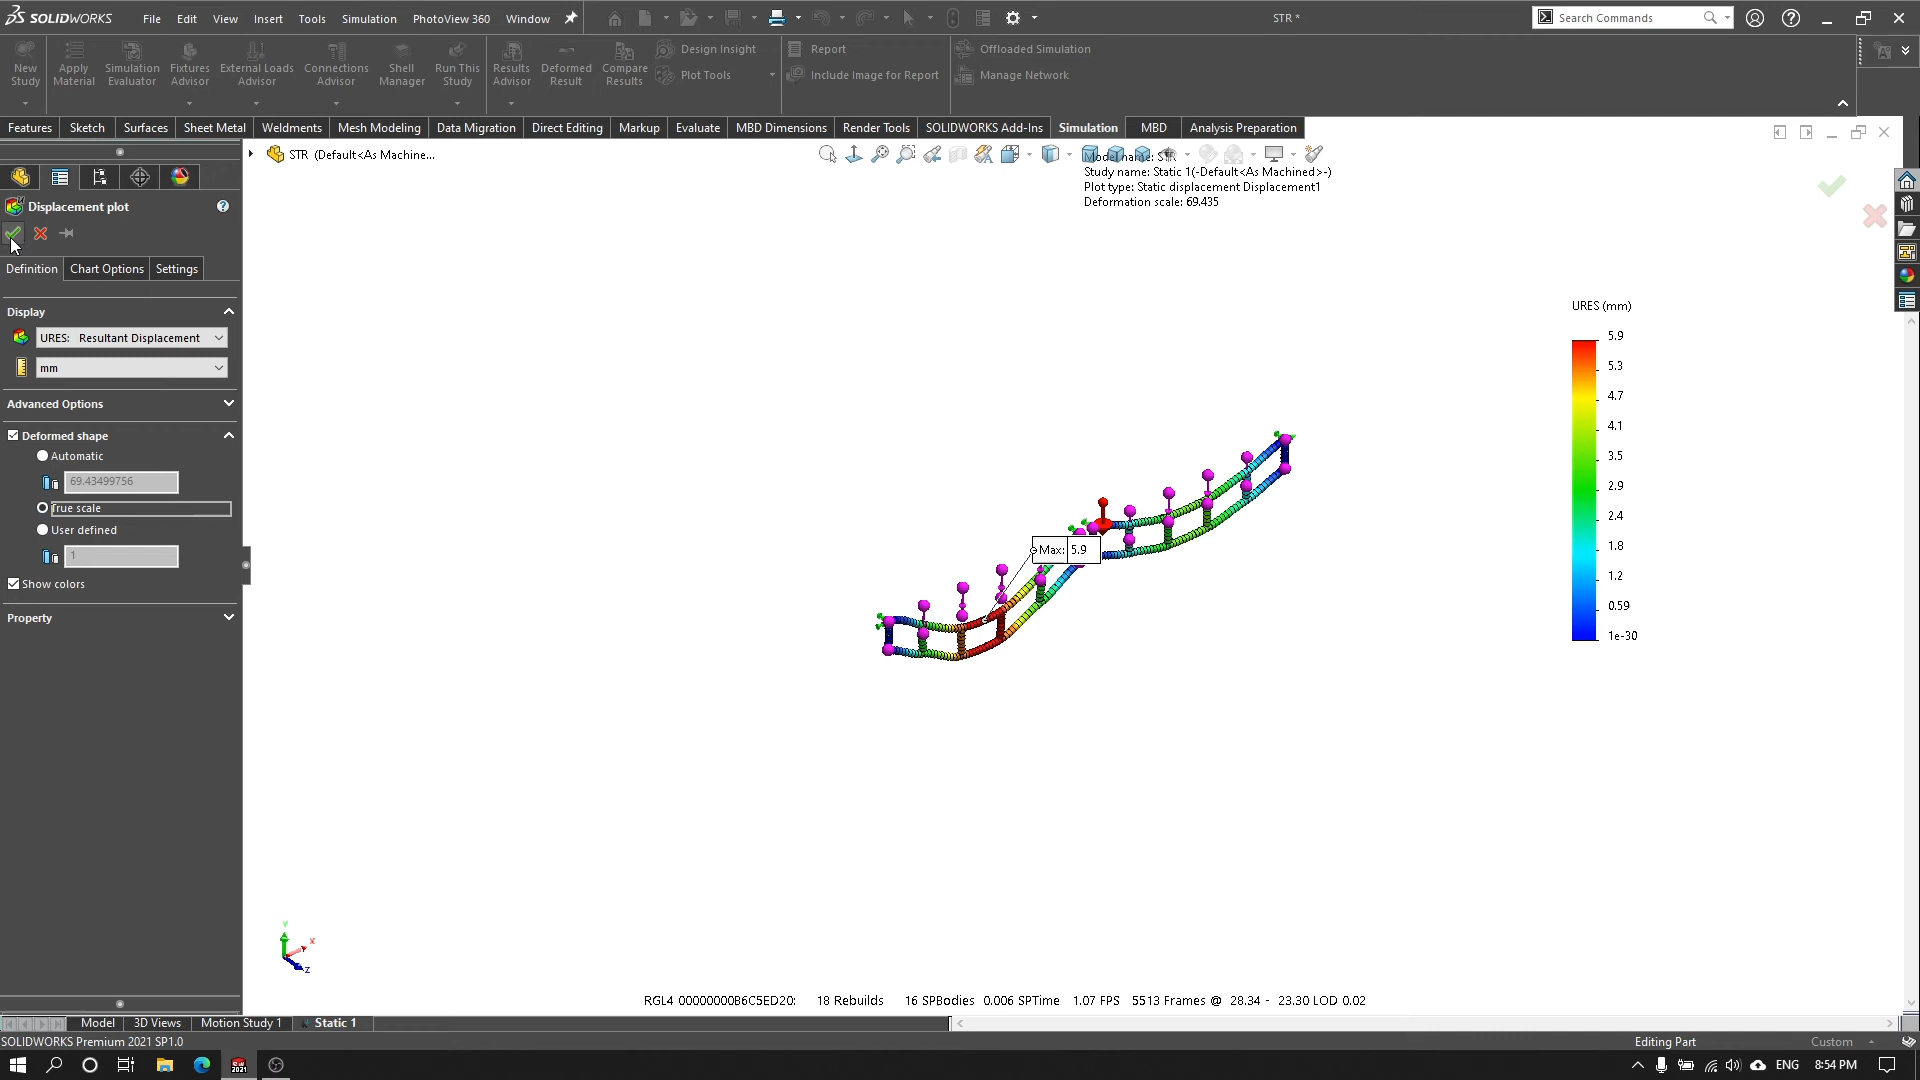 SOLIDWORKS
File Edit View Insert Tools Simulation PhotoView 360 Window
STR *
Search Commands
New Study
Apply Material
Simulation Evaluator
Fixtures Advisor
External Loads Advisor
Connections Advisor
Shell Manager
Run This Study
Results Advisor
Deformed Result
Compare Results
Design Insight
Plot Tools
Report
Include Image for Report
Offloaded Simulation
Manage Network
Features Sketch Surfaces Sheet Metal Weldments Mesh Modeling Data Migration Direct Editing Markup Evaluate MBD Dimensions Render Tools SOLIDWORKS Add-Ins Simulation MBD Analysis Preparation
STR (Default<As Machine...
Model name: STR
Study name: Static 1(-Default<As Machined>-)
Plot type: Static displacement Displacement1
Deformation scale: 69.435
Displacement plot
Definition Chart Options Settings
Display
URES: Resultant Displacement
mm
Advanced Options
Deformed shape
Automatic
69.43499756
True scale
User defined
1
Show colors
Property
URES (mm)
5.9
5.3
4.7
4.1
3.5
2.9
2.4
1.8
1.2
0.59
1e-30
Max: 5.9
Y
X
Z
RGL4 00000000B6C5ED20: 18 Rebuilds 16 SPBodies 0.006 SPTime 1.07 FPS 5513 Frames @ 28.34 - 23.30 LOD 0.02
Model 3D Views Motion Study 1 Static 1
SOLIDWORKS Premium 2021 SP1.0
Editing Part
Custom
2021
ENG
8:54 PM